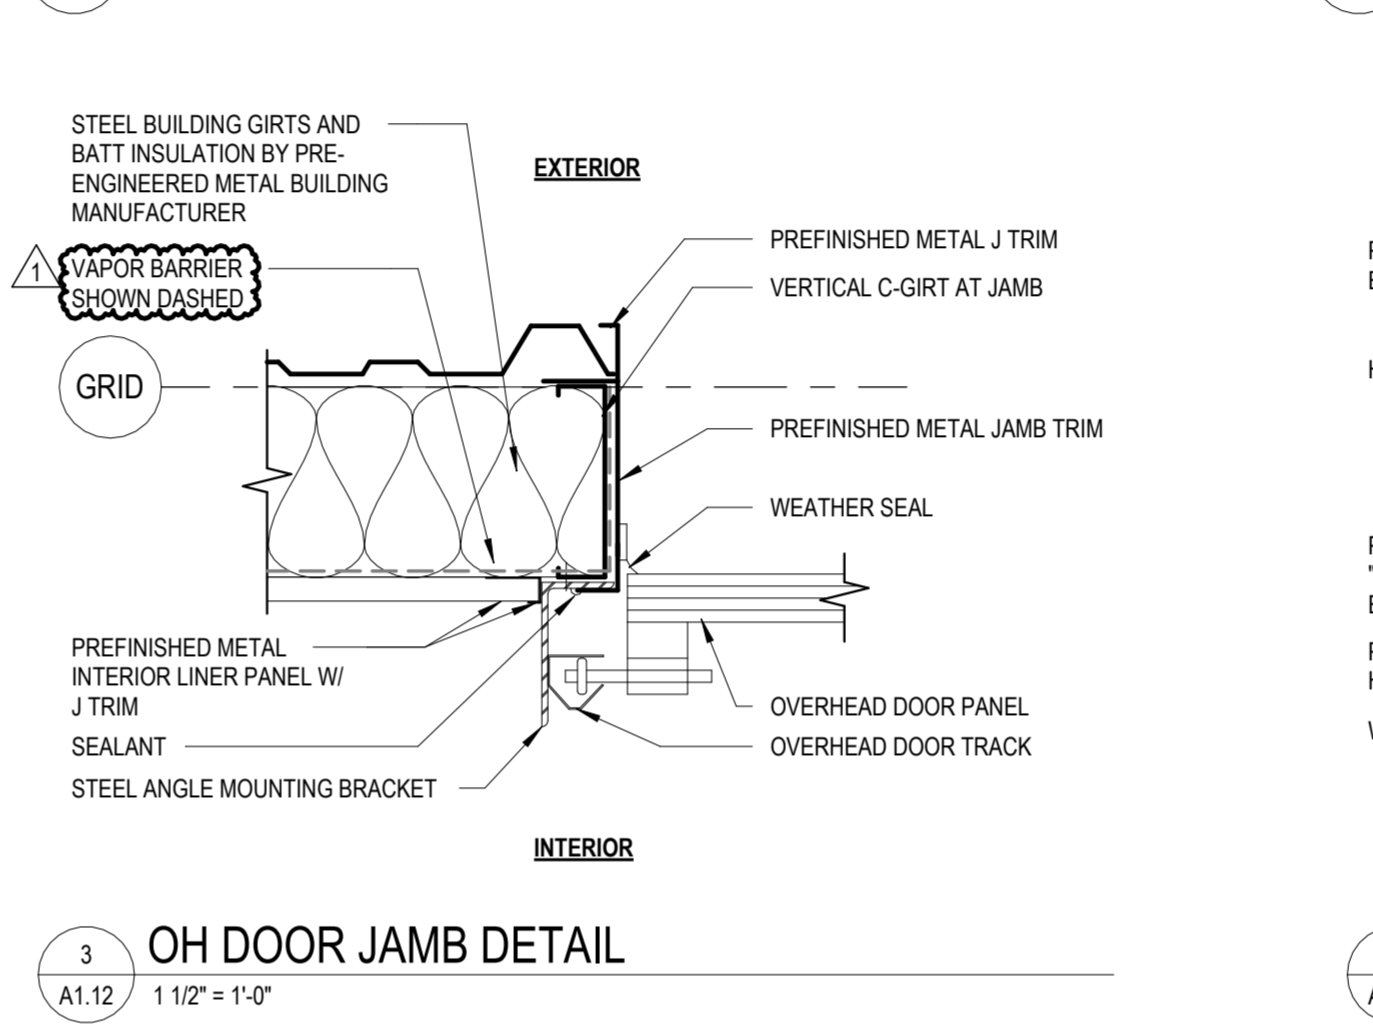 STEEL BUILDING GIRTS AND
BATT INSULATION BY PRE-
ENGINEERED METAL BUILDING
MANUFACTURER
1
VAPOR BARRIER
SHOWN DASHED
GRID
EXTERIOR
PREFINISHED METAL J TRIM
VERTICAL C-GIRT AT JAMB
PREFINISHED METAL JAMB TRIM
WEATHER SEAL
PREFINISHED METAL
INTERIOR LINER PANEL W/
J TRIM
SEALANT
STEEL ANGLE MOUNTING BRACKET
OVERHEAD DOOR PANEL
OVERHEAD DOOR TRACK
INTERIOR
3
A1.12
OH DOOR JAMB DETAIL
1 1/2" = 1'-0"